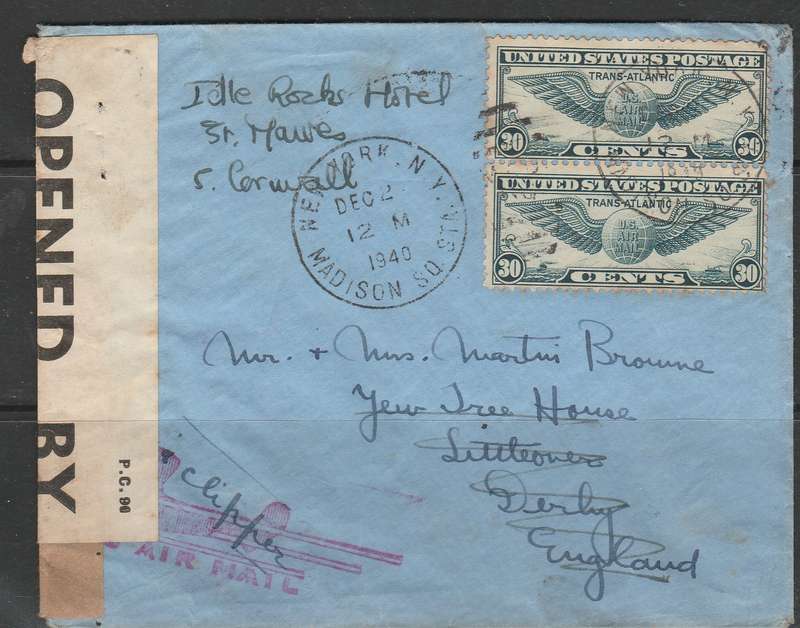 OPENED BY
P.C. 90
Idle Rocks Hotel
St. Mawes
S. Cornwall
NEW YORK, N.Y.
DEC 2
12 M
1940
MADISON SQ. STA.
UNITED STATES POSTAGE
TRANS-ATLANTIC
U.S. AIR MAIL
30 CENTS 30
UNITED STATES POSTAGE
TRANS-ATLANTIC
U.S. AIR MAIL
30 CENTS 30
Mr. + Mrs. Martin Browne
Yew Tree House
Littleover
Derby
England
Clipper
AIR MAIL